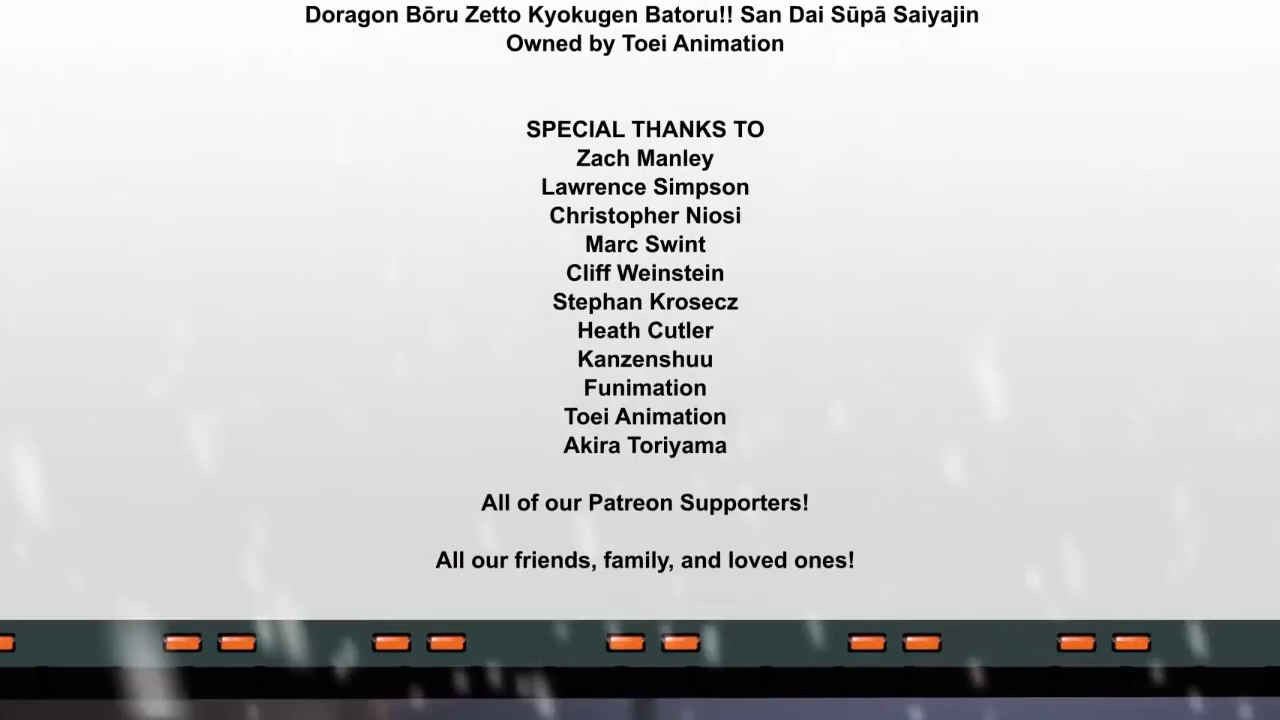 Doragon Bōru Zetto Kyokugen Batoru!! San Dai Sūpā Saiyajin
Owned by Toei Animation
SPECIAL THANKS TO
Zach Manley
Lawrence Simpson
Christopher Niosi
Marc Swint
Cliff Weinstein
Stephan Krosecz
Heath Cutler
Kanzenshuu
Funimation
Toei Animation
Akira Toriyama
All of our Patreon Supporters!
All our friends, family, and loved ones!